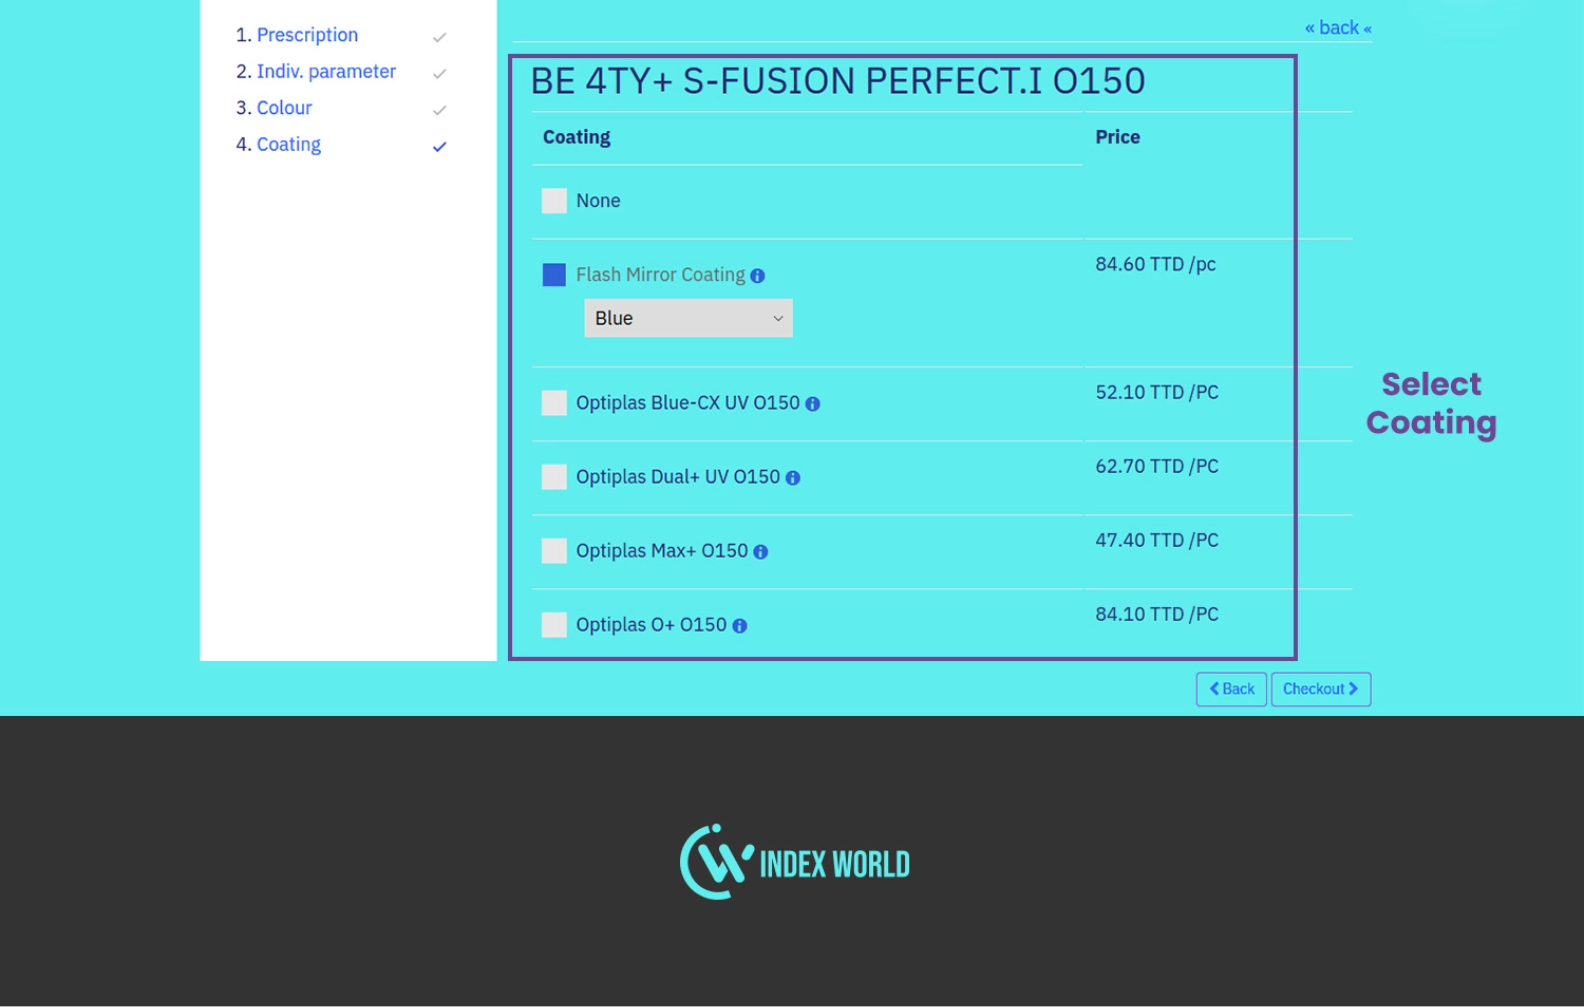 1. Prescription
2. Indiv. parameter
3. Colour
4. Coating
« back «
BE 4TY+ S-FUSION PERFECT.I O150
Coating Price
None
Flash Mirror Coating 84.60 TTD /pc
Blue
Optiplas Blue-CX UV O150 52.10 TTD /PC
Optiplas Dual+ UV O150 62.70 TTD /PC
Optiplas Max+ O150 47.40 TTD /PC
Optiplas O+ O150 84.10 TTD /PC
Select
Coating
Back Checkout
INDEX WORLD